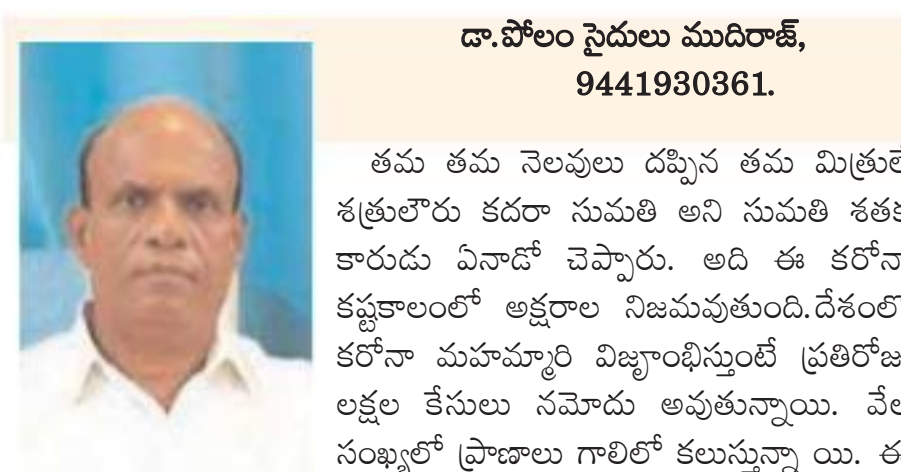 డా.పోలం సైదులు ముదిరాజ్,
9441930361.
తమ తమ నెలవులు దప్పిన తమ మిత్రులే
శత్రులౌరు కదరా సుమతి అని సుమతి శతక
కారుడు ఏనాడో చెప్పారు. అది ఈ కరోనా
కష్టకాలంలో అక్షరాల నిజమవుతుంది.దేశంలో
కరోనా మహమ్మారి విజృంభిస్తుంటే ప్రతిరోజు
లక్షల కేసులు నమోదు అవుతున్నాయి. వేల
సంఖ్యలో ప్రాణాలు గాలిలో కలుస్తున్నా యి. ఈ